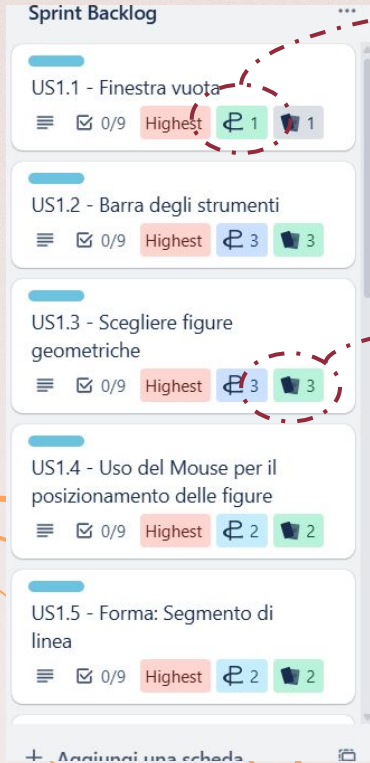 Sprint Backlog
US1.1 - Finestra vuota
0/9 Highest 1 1
US1.2 - Barra degli strumenti
0/9 Highest 3 3
US1.3 - Scegliere figure
geometriche
0/9 Highest 3 3
US1.4 - Uso del Mouse per il
posizionamento delle figure
0/9 Highest 2 2
US1.5 - Forma: Segmento di
linea
0/9 Highest 2 2
+ Aggiungi una scheda